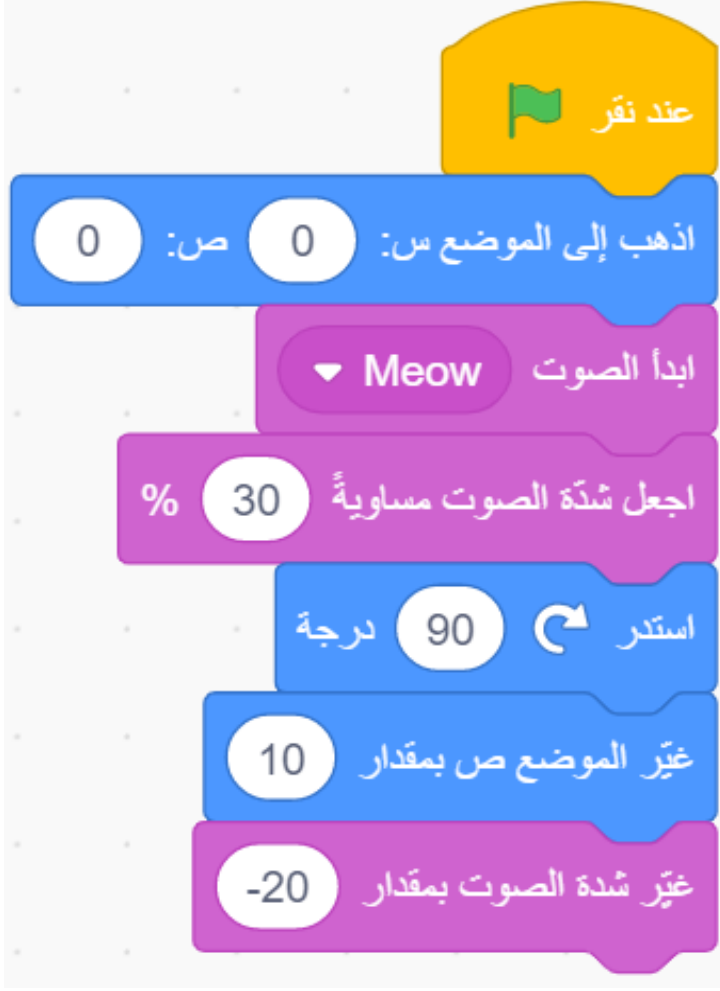 عند نقر
اذهب إلى الموضع س: 0 ص: 0
ابدأ الصوت Meow
اجعل شدّة الصوت مساويةً 30 %
استدر 90 درجة
غيّر الموضع ص بمقدار 10
غيّر شدة الصوت بمقدار -20